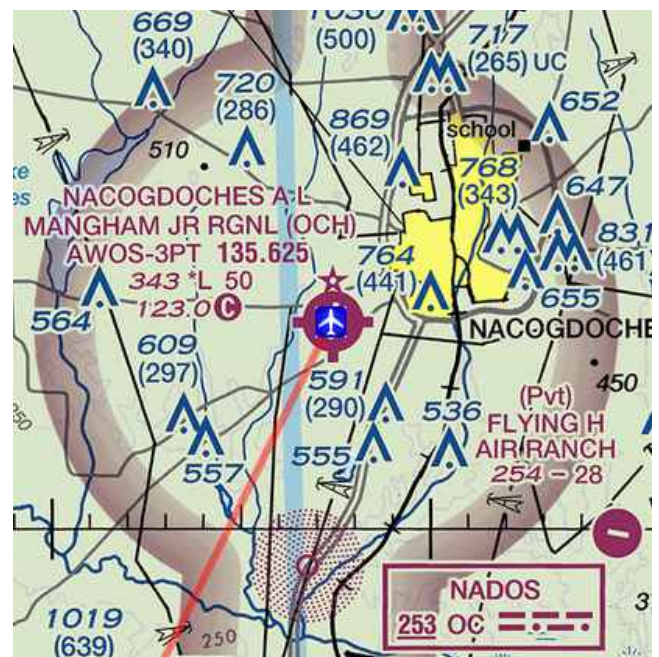 1030
(500)
669
(340)
717
(265) UC
720
(286)
869
(462)
652
school
510
768
(343)
647
NACOGDOCHES A L
MANGHAM JR RGNL (OCH)
AWOS-3PT 135.625
343 *L 50
123.0 C
831
(461)
764
(441)
655
564
NACOGDOCHE
609
(297)
591
(290)
450
(Pvt)
FLYING H
AIR RANCH
254 - 28
536
557
555
250
NADOS
253 OC
1019
(639)
250